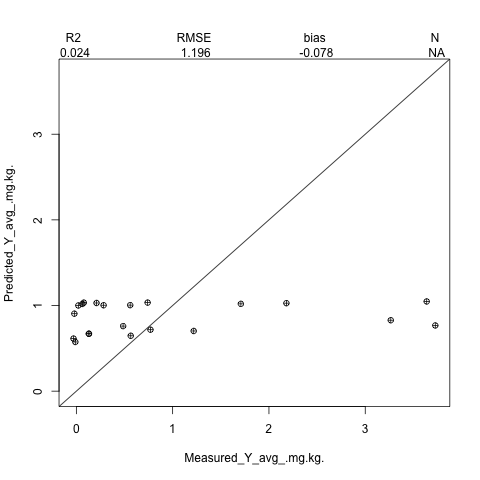 R2 RMSE bias N
0.024 1.196 -0.078 NA
Predicted_Y_avg_.mg.kg.
3
2
1
0
0 1 2 3
Measured_Y_avg_.mg.kg.